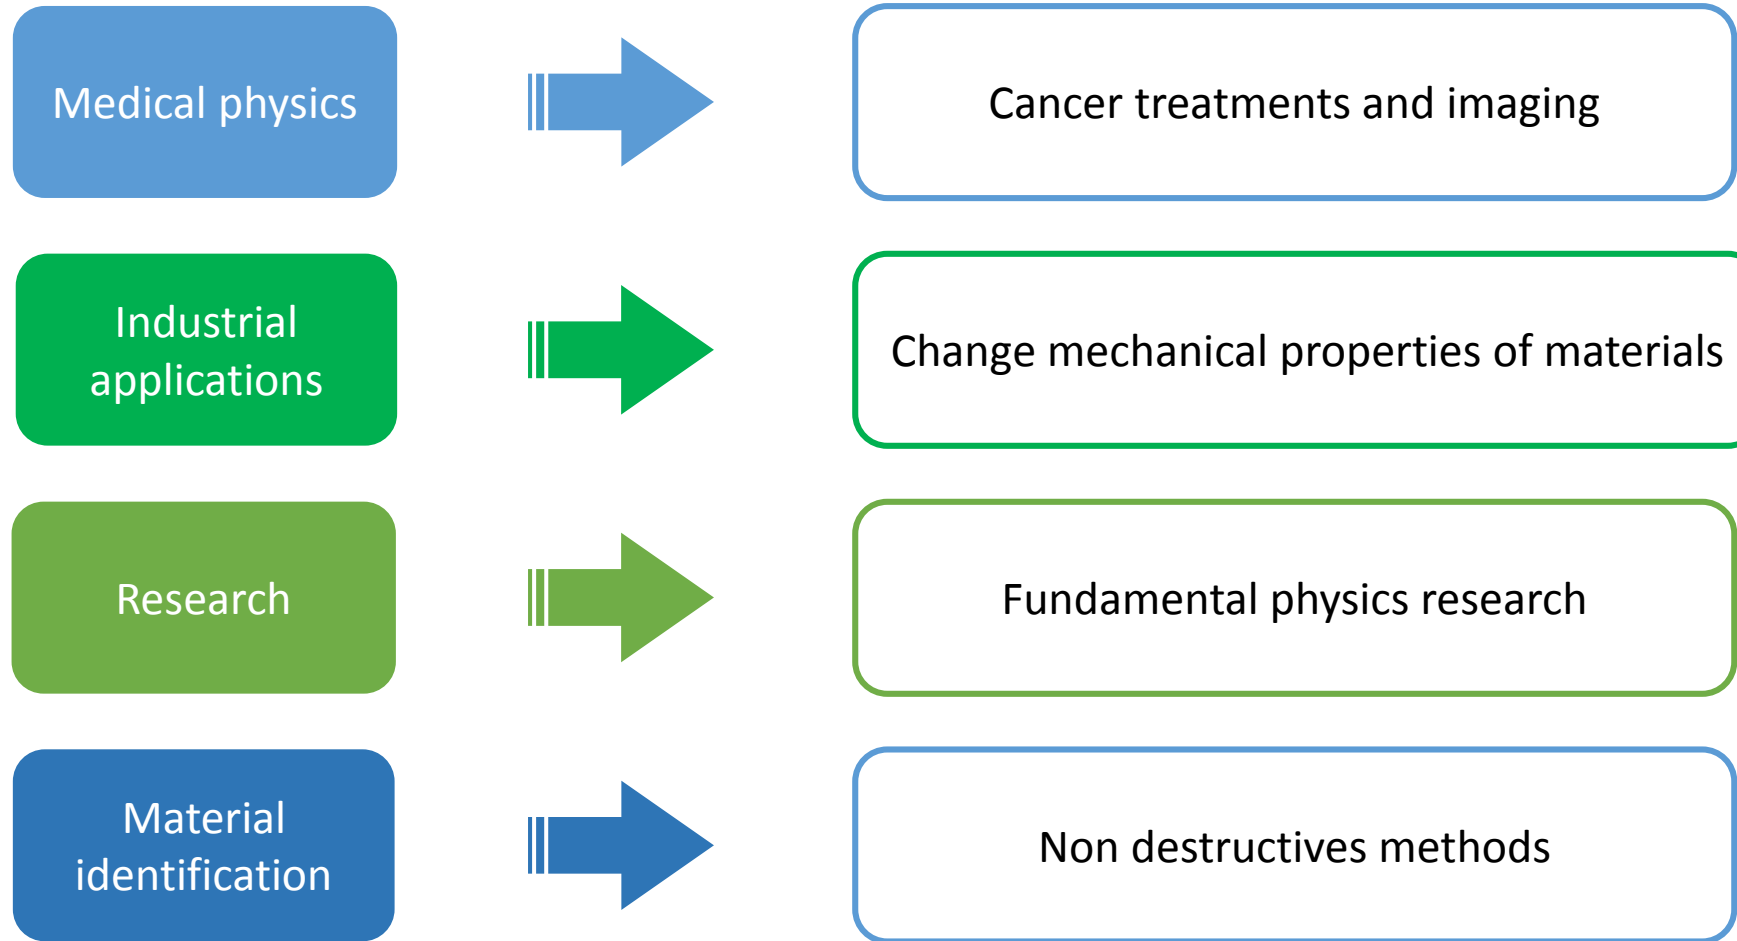 Medical physics
Cancer treatments and imaging
Industrial
applications
Change mechanical properties of materials
Research
Fundamental physics research
Material
identification
Non destructives methods